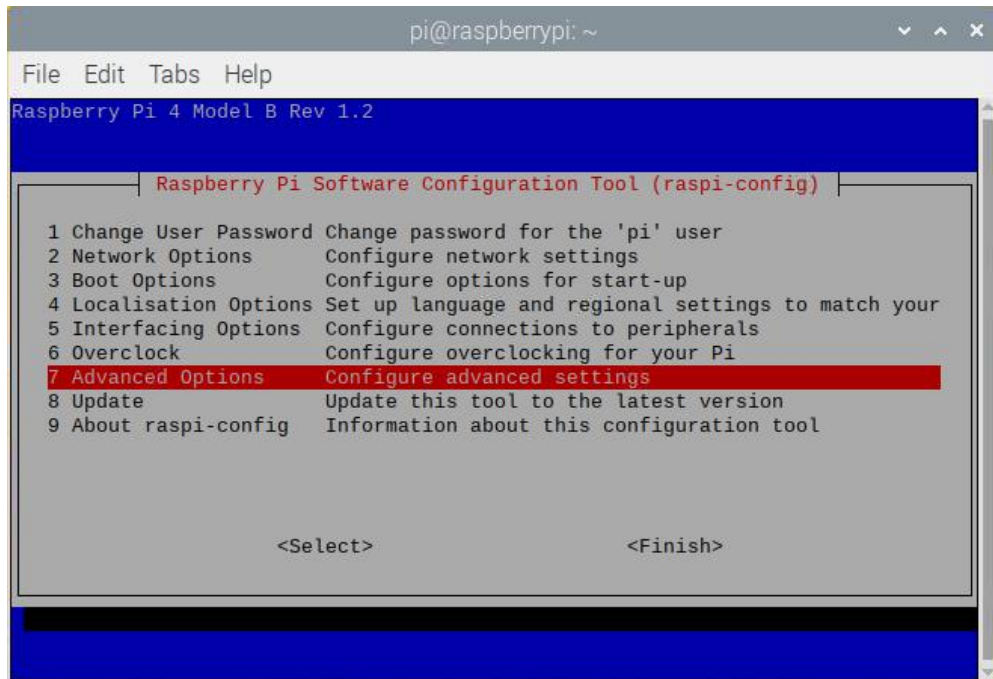 pi@raspberrypi: ~
File Edit Tabs Help
Raspberry Pi 4 Model B Rev 1.2
Raspberry Pi Software Configuration Tool (raspi-config)
1 Change User Password Change password for the 'pi' user
2 Network Options Configure network settings
3 Boot Options Configure options for start-up
4 Localisation Options Set up language and regional settings to match your
5 Interfacing Options Configure connections to peripherals
6 Overclock Configure overclocking for your Pi
7 Advanced Options Configure advanced settings
8 Update Update this tool to the latest version
9 About raspi-config Information about this configuration tool
<Select> <Finish>